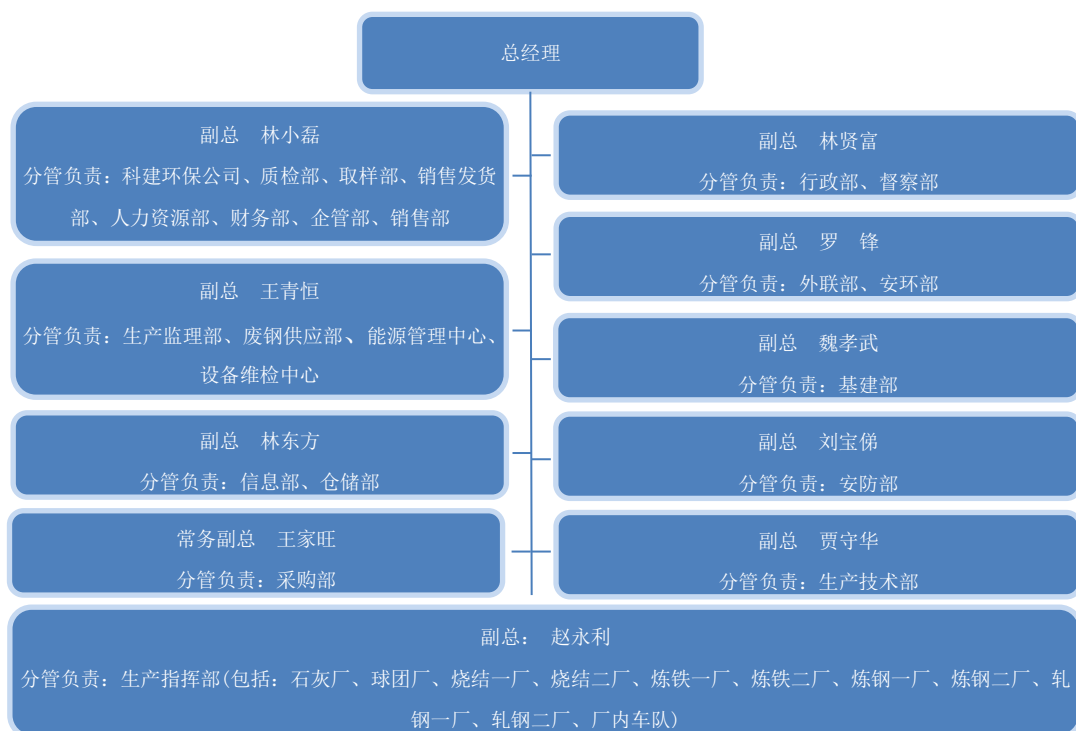 总经理
副总 林小磊
分管负责：科建环保公司、质检部、取样部、销售发货
部、人力资源部、财务部、企管部、销售部
副总 王青恒
分管负责：生产监理部、废钢供应部、能源管理中心、
设备维检中心
副总 林东方
分管负责：信息部、仓储部
常务副总 王家旺
分管负责：采购部
副总 林贤富
分管负责：行政部、督察部
副总 罗 锋
分管负责：外联部、安环部
副总 魏孝武
分管负责：基建部
副总 刘宝俤
分管负责：安防部
副总 贾守华
分管负责：生产技术部
副总： 赵永利
分管负责：生产指挥部(包括：石灰厂、球团厂、烧结一厂、烧结二厂、炼铁一厂、炼铁二厂、炼钢一厂、炼钢二厂、轧
钢一厂、轧钢二厂、厂内车队)